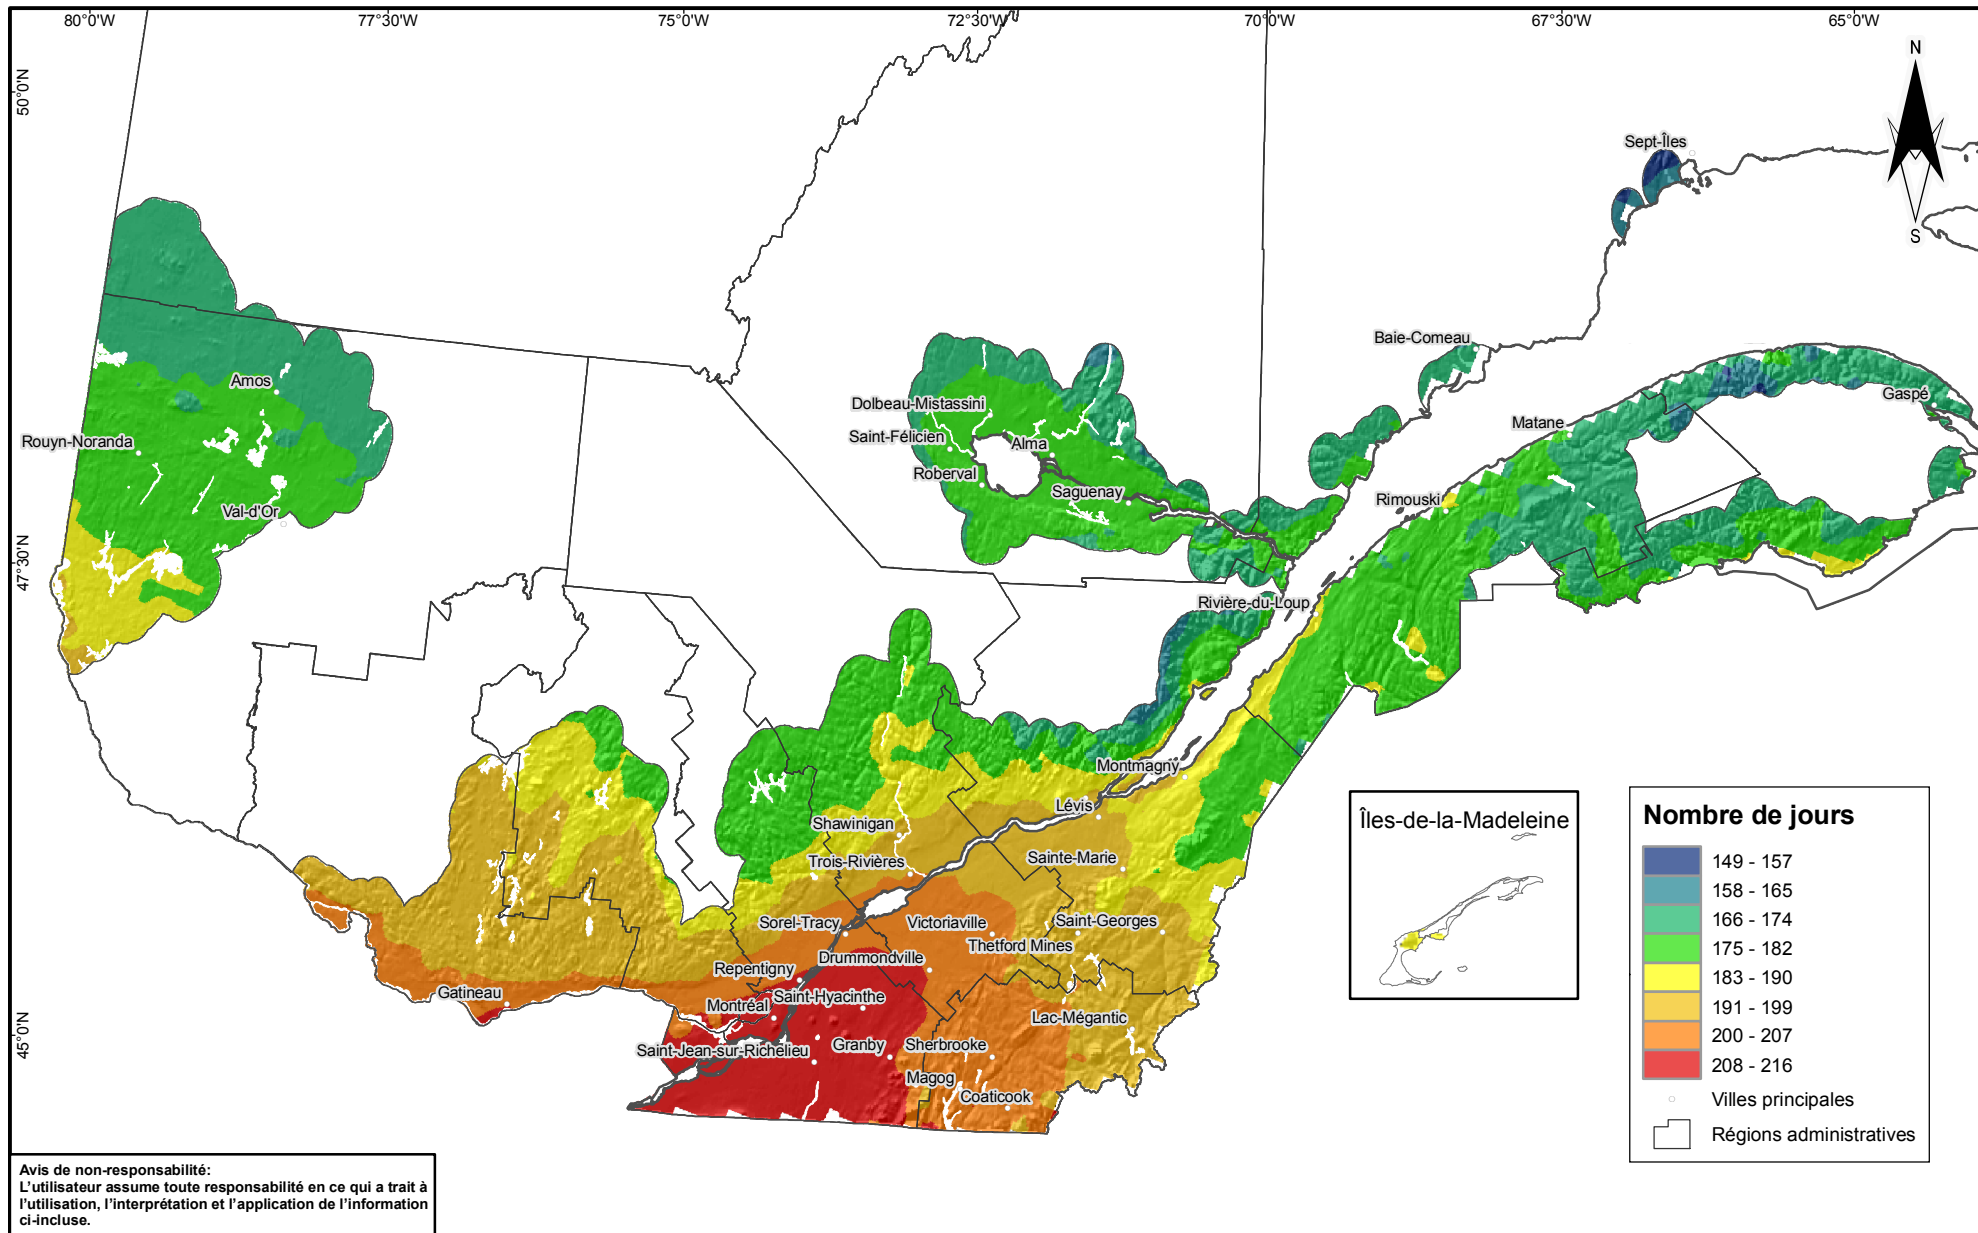 80°0'W
77°30'W
75°0'W
72°30'W
70°0'W
67°30'W
65°0'W
50°0'N
47°30'N
45°0'N
N
S
Sept-Îles
Baie-Comeau
Gaspé
Matane
Rimouski
Amos
Rouyn-Noranda
Val-d'Or
Dolbeau-Mistassini
Saint-Félicien
Alma
Roberval
Saguenay
Rivière-du-Loup
Montmagny
Lévis
Shawinigan
Trois-Rivières
Sainte-Marie
Sorel-Tracy
Victoriaville
Saint-Georges
Thetford Mines
Drummondville
Repentigny
Gatineau
Montréal
Saint-Hyacinthe
Lac-Mégantic
Saint-Jean-sur-Richelieu
Granby
Sherbrooke
Magog
Coaticook
Îles-de-la-Madeleine
Nombre de jours
149 - 157
158 - 165
166 - 174
175 - 182
183 - 190
191 - 199
200 - 207
208 - 216
Villes principales
Régions administratives
Avis de non-responsabilité:
L'utilisateur assume toute responsabilité en ce qui a trait à
l'utilisation, l'interprétation et l'application de l'information
ci-incluse.